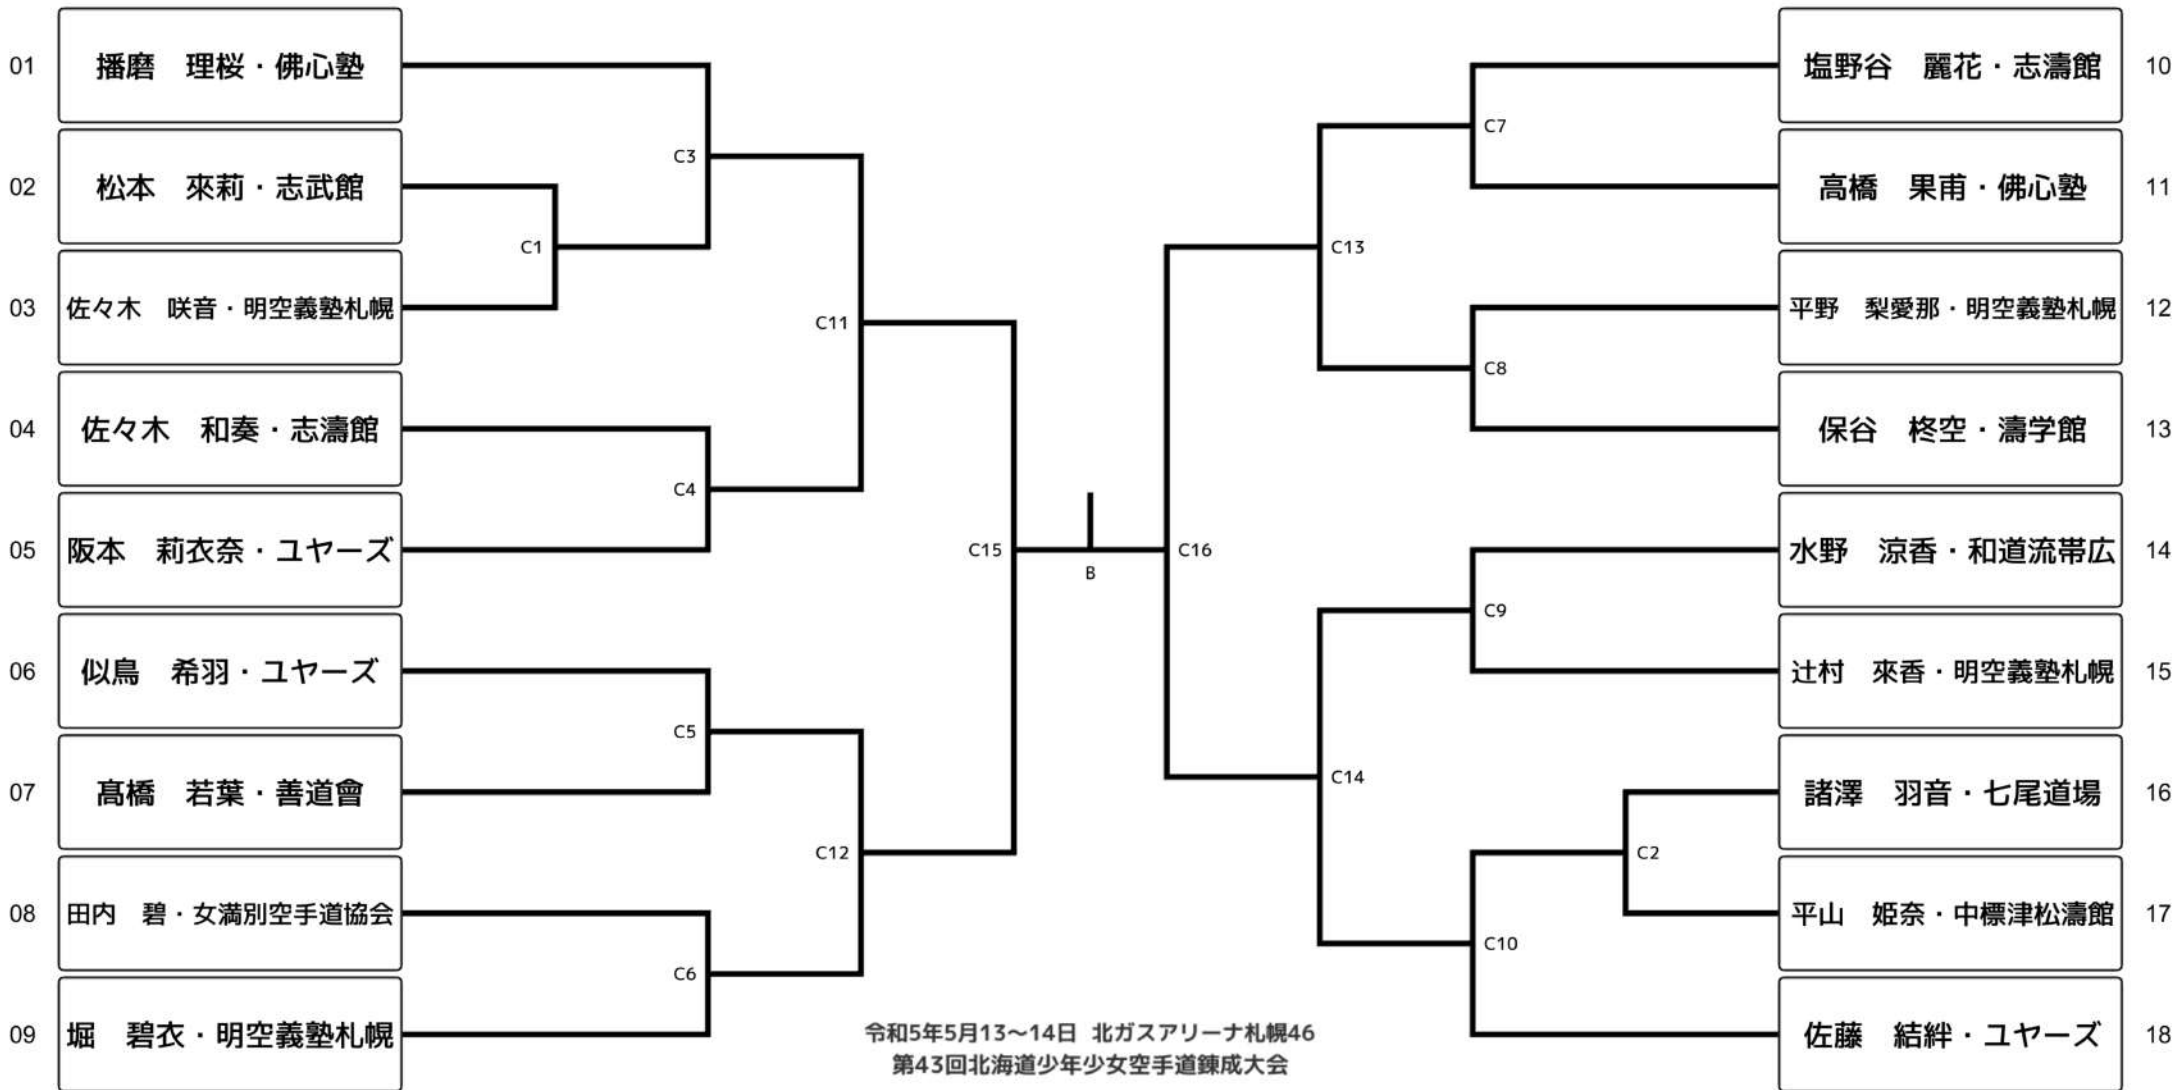 01 播磨　理桜・佛心塾
02 松本　來莉・志武館
03 佐々木　咲音・明空義塾札幌
04 佐々木　和奏・志濤館
05 阪本　莉衣奈・ユヤーズ
06 似鳥　希羽・ユヤーズ
07 髙橋　若葉・善道會
08 田内　碧・女満別空手道協会
09 堀　碧衣・明空義塾札幌
C1
C3
C4
C5
C6
C11
C12
C15
B
C16
C13
C14
C7
C8
C9
C10
C2
塩野谷　麗花・志濤館 10
高橋　果甫・佛心塾 11
平野　梨愛那・明空義塾札幌 12
保谷　柊空・濤学館 13
水野　涼香・和道流帯広 14
辻村　來香・明空義塾札幌 15
諸澤　羽音・七尾道場 16
平山　姫奈・中標津松濤館 17
佐藤　結絆・ユヤーズ 18
令和5年5月13〜14日 北ガスアリーナ札幌46
第43回北海道少年少女空手道錬成大会